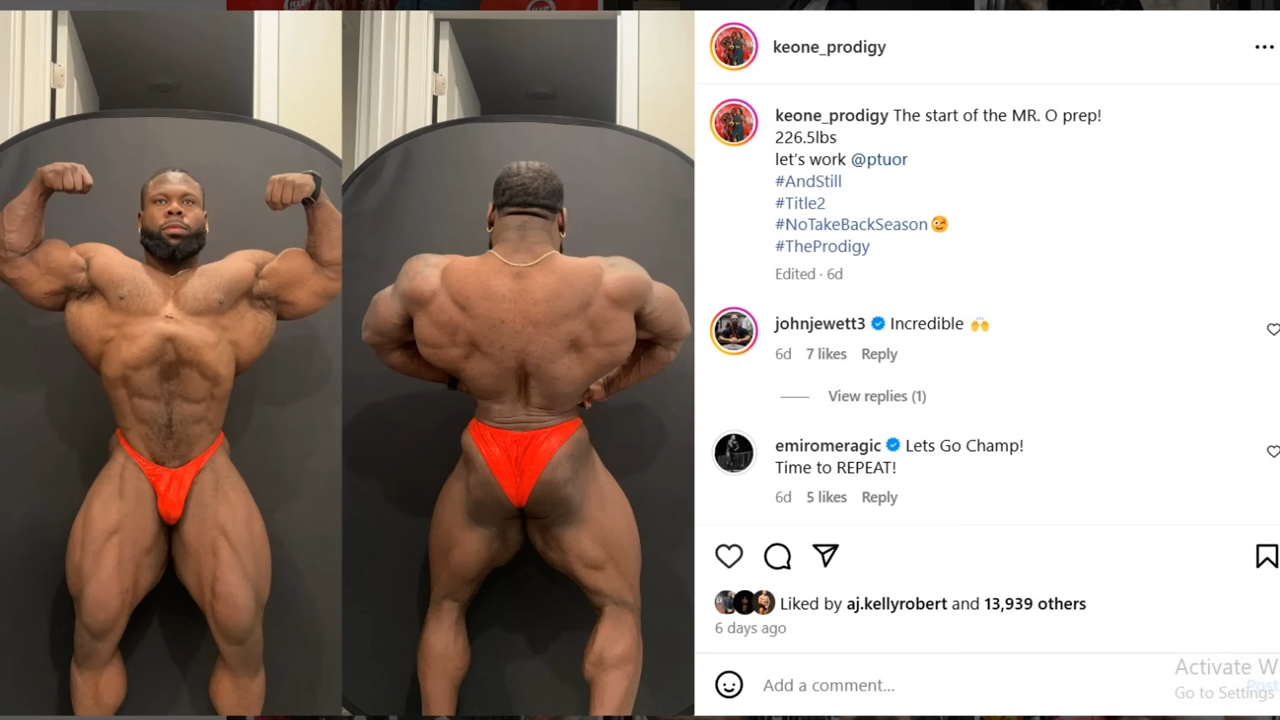 keone_prodigy
keone_prodigy The start of the MR. O prep!
226.5lbs
let's work @ptuor
#AndStill
#Title2
#NoTakeBackSeason😉
#TheProdigy
Edited · 6d
johnjewett3 Incredible 🙌
6d 7 likes Reply
View replies (1)
emiromeragic Lets Go Champ!
Time to REPEAT!
6d 5 likes Reply
Liked by aj.kellyrobert and 13,939 others
6 days ago
Add a comment...
Activate W
Post
Go to Settings